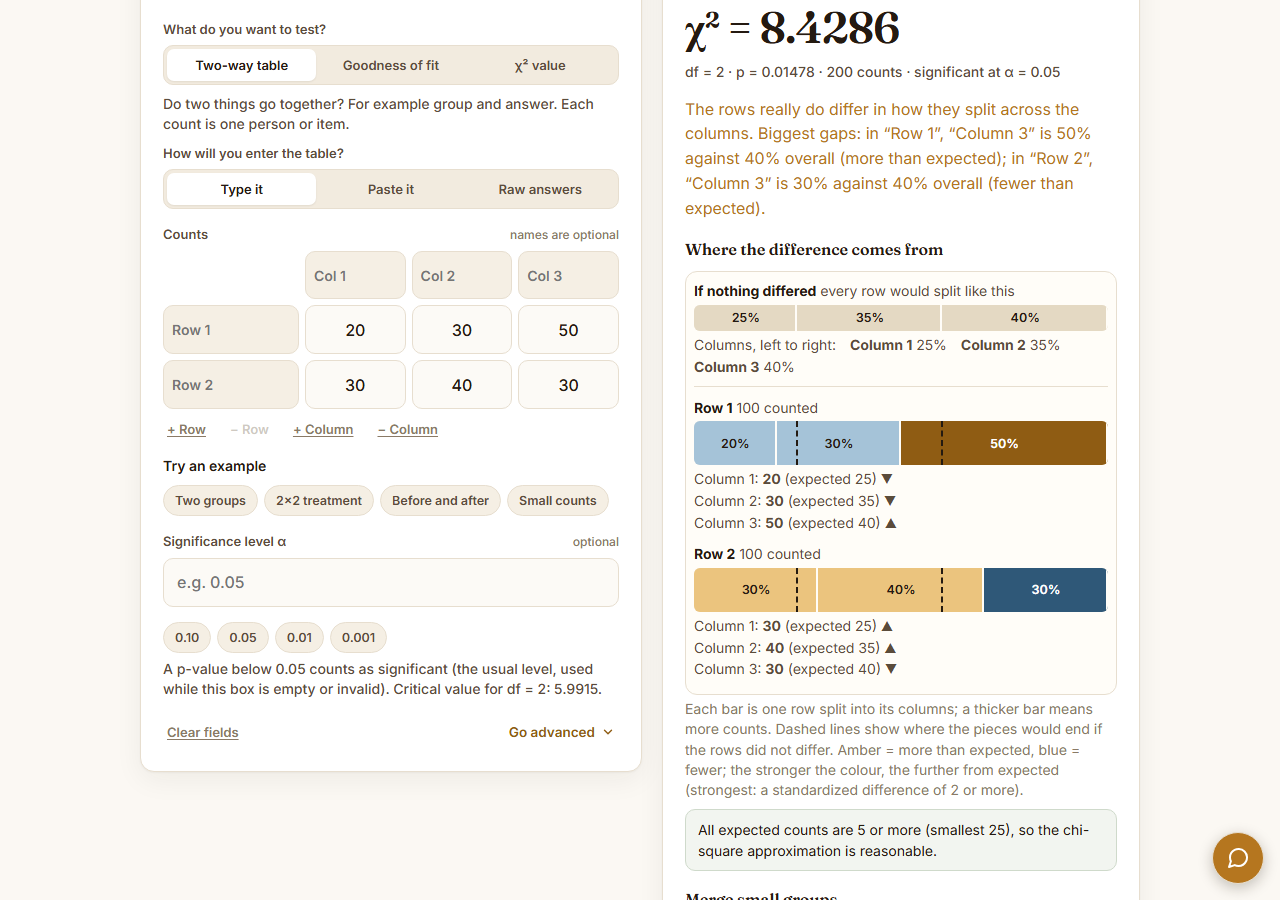 What do you want to test?
Two-way table
Goodness of fit
χ² value
Do two things go together? For example group and answer. Each
count is one person or item.
How will you enter the table?
Type it
Paste it
Raw answers
Counts
names are optional
Col 1
Col 2
Col 3
Row 1
20
30
50
Row 2
30
40
30
+ Row
− Row
+ Column
− Column
Try an example
Two groups
2×2 treatment
Before and after
Small counts
Significance level α
optional
e.g. 0.05
0.10
0.05
0.01
0.001
A p-value below 0.05 counts as significant (the usual level, used
while this box is empty or invalid). Critical value for df = 2: 5.9915.
Clear fields
Go advanced
χ² = 8.4286
df = 2 · p = 0.01478 · 200 counts · significant at α = 0.05
The rows really do differ in how they split across the
columns. Biggest gaps: in “Row 1”, “Column 3” is 50%
against 40% overall (more than expected); in “Row 2”,
“Column 3” is 30% against 40% overall (fewer than
expected).
Where the difference comes from
If nothing differed every row would split like this
25%
35%
40%
Columns, left to right: Column 1 25% Column 2 35%
Column 3 40%
Row 1 100 counted
20%
30%
50%
Column 1: 20 (expected 25) ▼
Column 2: 30 (expected 35) ▼
Column 3: 50 (expected 40) ▲
Row 2 100 counted
30%
40%
30%
Column 1: 30 (expected 25) ▲
Column 2: 40 (expected 35) ▲
Column 3: 30 (expected 40) ▼
Each bar is one row split into its columns; a thicker bar means
more counts. Dashed lines show where the pieces would end if
the rows did not differ. Amber = more than expected, blue =
fewer; the stronger the colour, the further from expected
(strongest: a standardized difference of 2 or more).
All expected counts are 5 or more (smallest 25), so the chi-
square approximation is reasonable.
Merge small groups